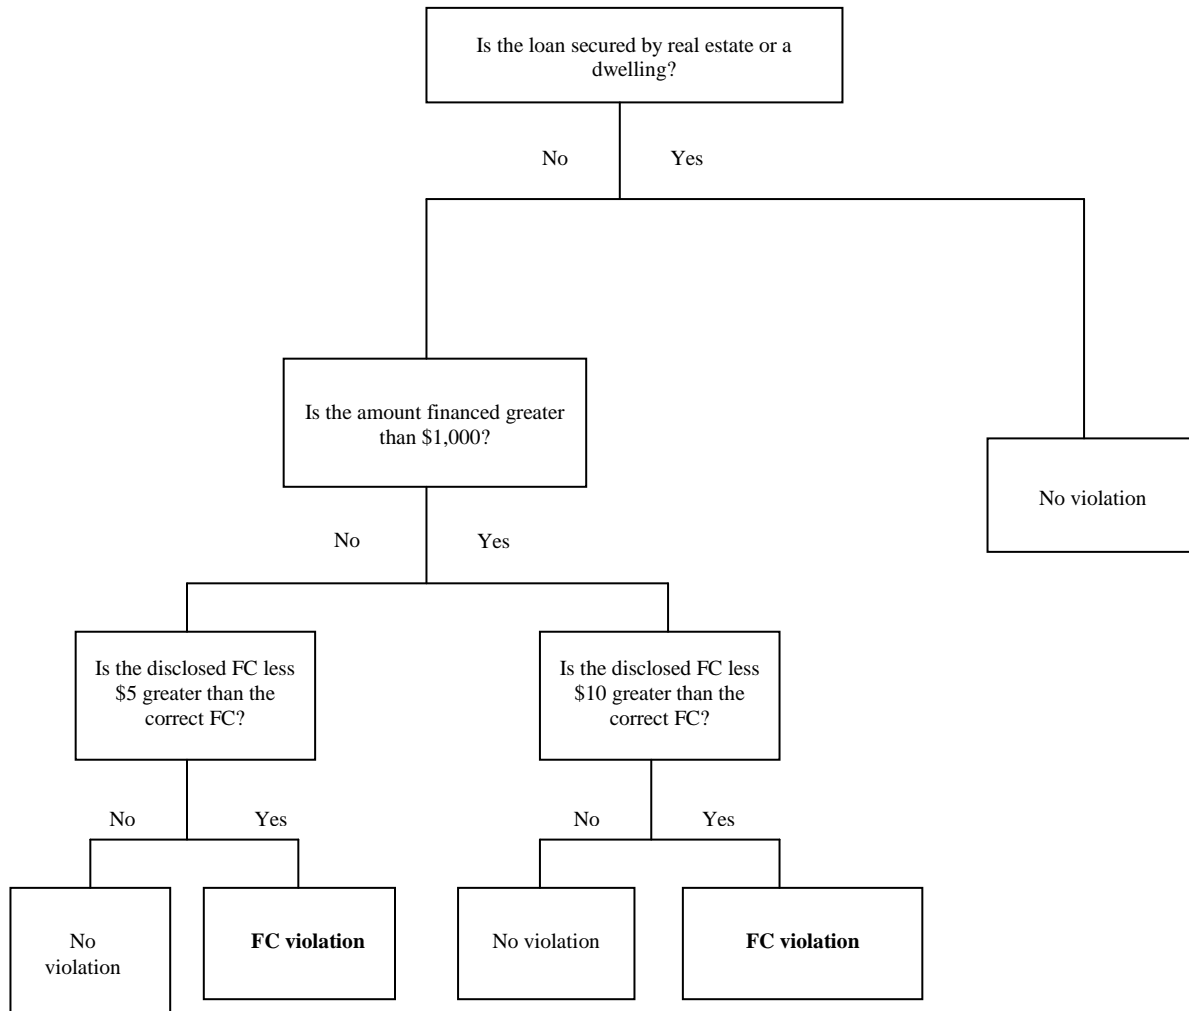 Is the loan secured by real estate or a
dwelling?
No
Yes
Is the amount financed greater
than $1,000?
No violation
No
Yes
Is the disclosed FC less
$5 greater than the
correct FC?
Is the disclosed FC less
$10 greater than the
correct FC?
No
Yes
No
Yes
No
violation
FC violation
No violation
FC violation